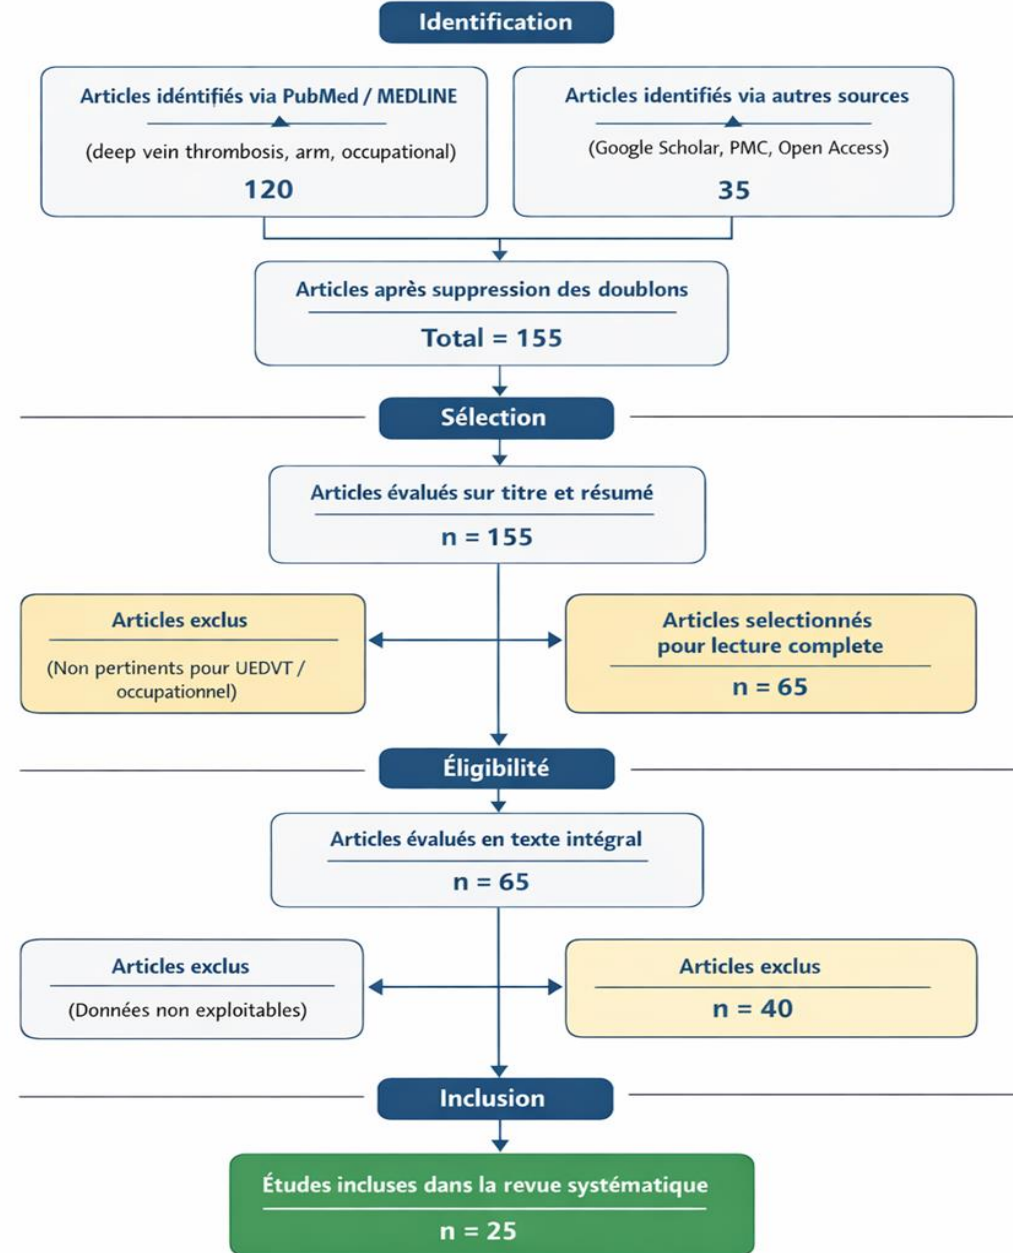 Identification
Articles idéntifiés via PubMed / MEDLINE
(deep vein thrombosis, arm, occupational)
120
Articles identifiés via autres sources
(Google Scholar, PMC, Open Access)
35
Articles après suppression des doublons
Total = 155
Sélection
Articles évalués sur titre et résumé
n = 155
Articles exclus
(Non pertinents pour UEDVT /
occupationnel)
Articles selectionnés
pour lecture complete
n = 65
Éligibilité
Articles évalués en texte intégral
n = 65
Articles exclus
(Données non exploitables)
Articles exclus
n = 40
Inclusion
Études incluses dans la revue systématique
n = 25